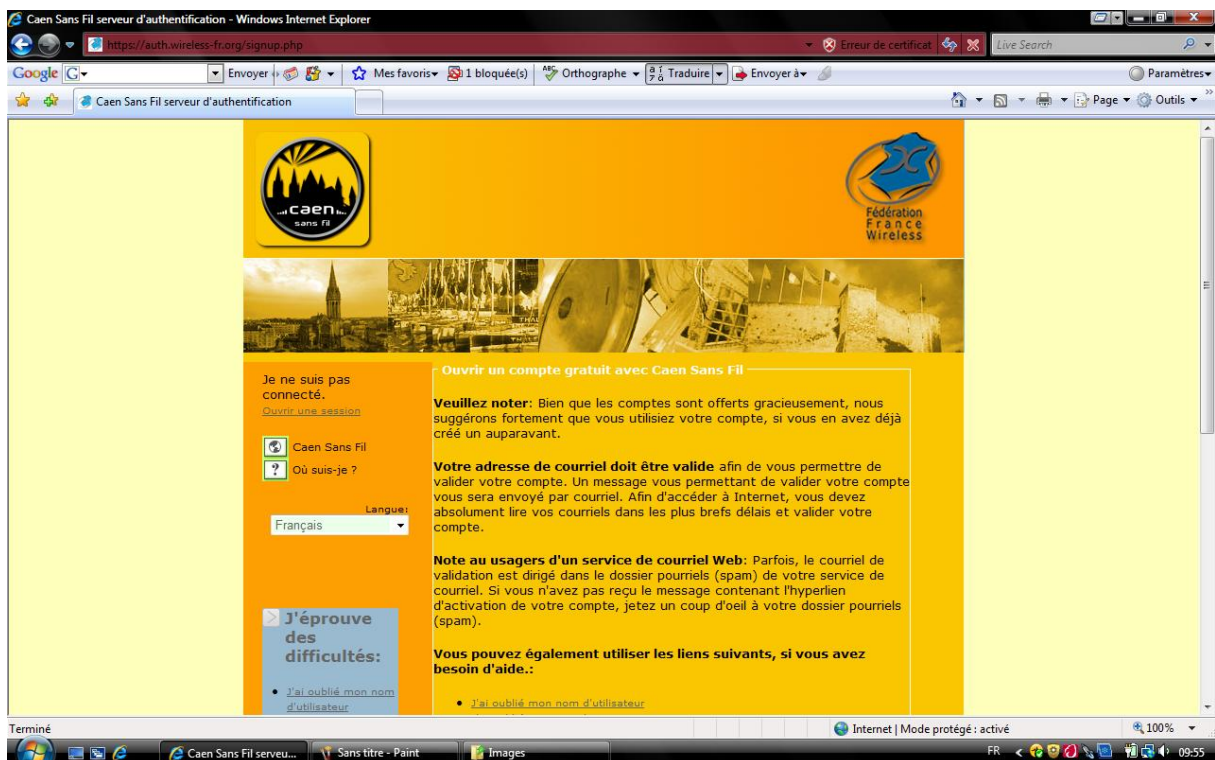 Caen Sans Fil serveur d'authentification - Windows Internet Explorer
https://auth.wireless-fr.org/signup.php
Erreur de certificat
Live Search
Google
G
Envoyer
Mes favoris
1 bloquée(s)
ABC
Orthographe
Traduire
Envoyer à
Paramètres
Caen Sans Fil serveur d'authentification
Page
Outils
caen
sans fil
Fédération
France
Wireless
Je ne suis pas
connecté.
Ouvrir une session
Caen Sans Fil
Où suis-je ?
Langue:
Français
J'éprouve
des
difficultés:
J'ai oublié mon nom
d'utilisateur
Ouvrir un compte gratuit avec Caen Sans Fil
Veuillez noter: Bien que les comptes sont offerts gracieusement, nous
suggérons fortement que vous utilisiez votre compte, si vous en avez déjà
créé un auparavant.
Votre adresse de courriel doit être valide afin de vous permettre de
valider votre compte. Un message vous permettant de valider votre compte
vous sera envoyé par courriel. Afin d'accéder à Internet, vous devez
absolument lire vos courriels dans les plus brefs délais et valider votre
compte.
Note au usagers d'un service de courriel Web: Parfois, le courriel de
validation est dirigé dans le dossier pourriels (spam) de votre service de
courriel. Si vous n'avez pas reçu le message contenant l'hyperlien
d'activation de votre compte, jetez un coup d'oeil à votre dossier pourriels
(spam).
Vous pouvez également utiliser les liens suivants, si vous avez
besoin d'aide.:
J'ai oublié mon nom d'utilisateur
Terminé
Internet | Mode protégé : activé
100%
Caen Sans Fil serveu...
Sans titre - Paint
Images
FR
09:55